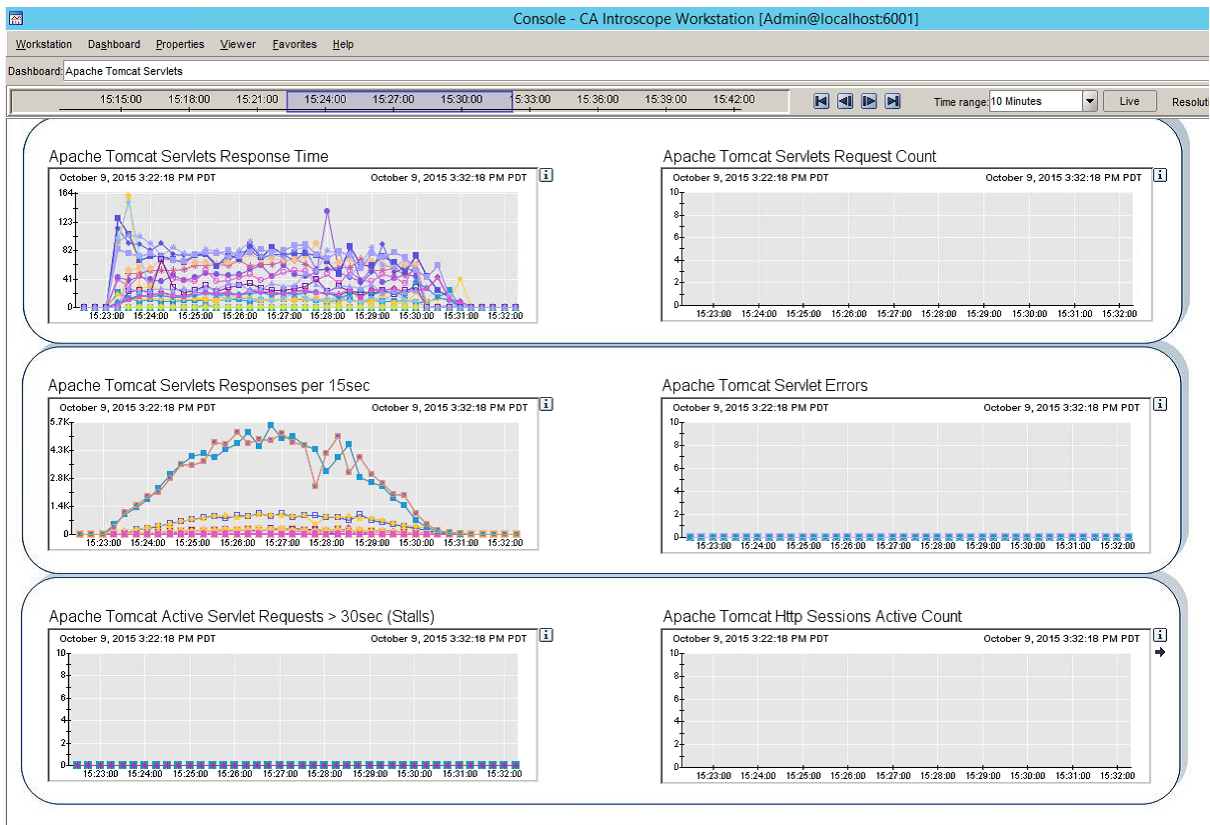 Console - CA Introscope Workstation [Admin@localhost:6001]
Workstation Dashboard Properties Viewer Favorites Help
Dashboard: Apache Tomcat Servlets
15:15:00 15:18:00 15:21:00 15:24:00 15:27:00 15:30:00 15:33:00 15:36:00 15:39:00 15:42:00 Time range: 10 Minutes Live Resoluti
Apache Tomcat Servlets Response Time
October 9, 2015 3:22:18 PM PDT October 9, 2015 3:32:18 PM PDT
164
123
82
41
0
15:23:00 15:24:00 15:25:00 15:26:00 15:27:00 15:28:00 15:29:00 15:30:00 15:31:00 15:32:00
Apache Tomcat Servlets Request Count
October 9, 2015 3:22:18 PM PDT October 9, 2015 3:32:18 PM PDT
10
8
6
4
2
0
15:23:00 15:24:00 15:25:00 15:26:00 15:27:00 15:28:00 15:29:00 15:30:00 15:31:00 15:32:00
Apache Tomcat Servlets Responses per 15sec
October 9, 2015 3:22:18 PM PDT October 9, 2015 3:32:18 PM PDT
5.7K
4.3K
2.8K
1.4K
0
15:23:00 15:24:00 15:25:00 15:26:00 15:27:00 15:28:00 15:29:00 15:30:00 15:31:00 15:32:00
Apache Tomcat Servlet Errors
October 9, 2015 3:22:18 PM PDT October 9, 2015 3:32:18 PM PDT
10
8
6
4
2
0
15:23:00 15:24:00 15:25:00 15:26:00 15:27:00 15:28:00 15:29:00 15:30:00 15:31:00 15:32:00
Apache Tomcat Active Servlet Requests > 30sec (Stalls)
October 9, 2015 3:22:18 PM PDT October 9, 2015 3:32:18 PM PDT
10
8
6
4
2
0
15:23:00 15:24:00 15:25:00 15:26:00 15:27:00 15:28:00 15:29:00 15:30:00 15:31:00 15:32:00
Apache Tomcat Http Sessions Active Count
October 9, 2015 3:22:18 PM PDT October 9, 2015 3:32:18 PM PDT
10
8
6
4
2
0
15:23:00 15:24:00 15:25:00 15:26:00 15:27:00 15:28:00 15:29:00 15:30:00 15:31:00 15:32:00